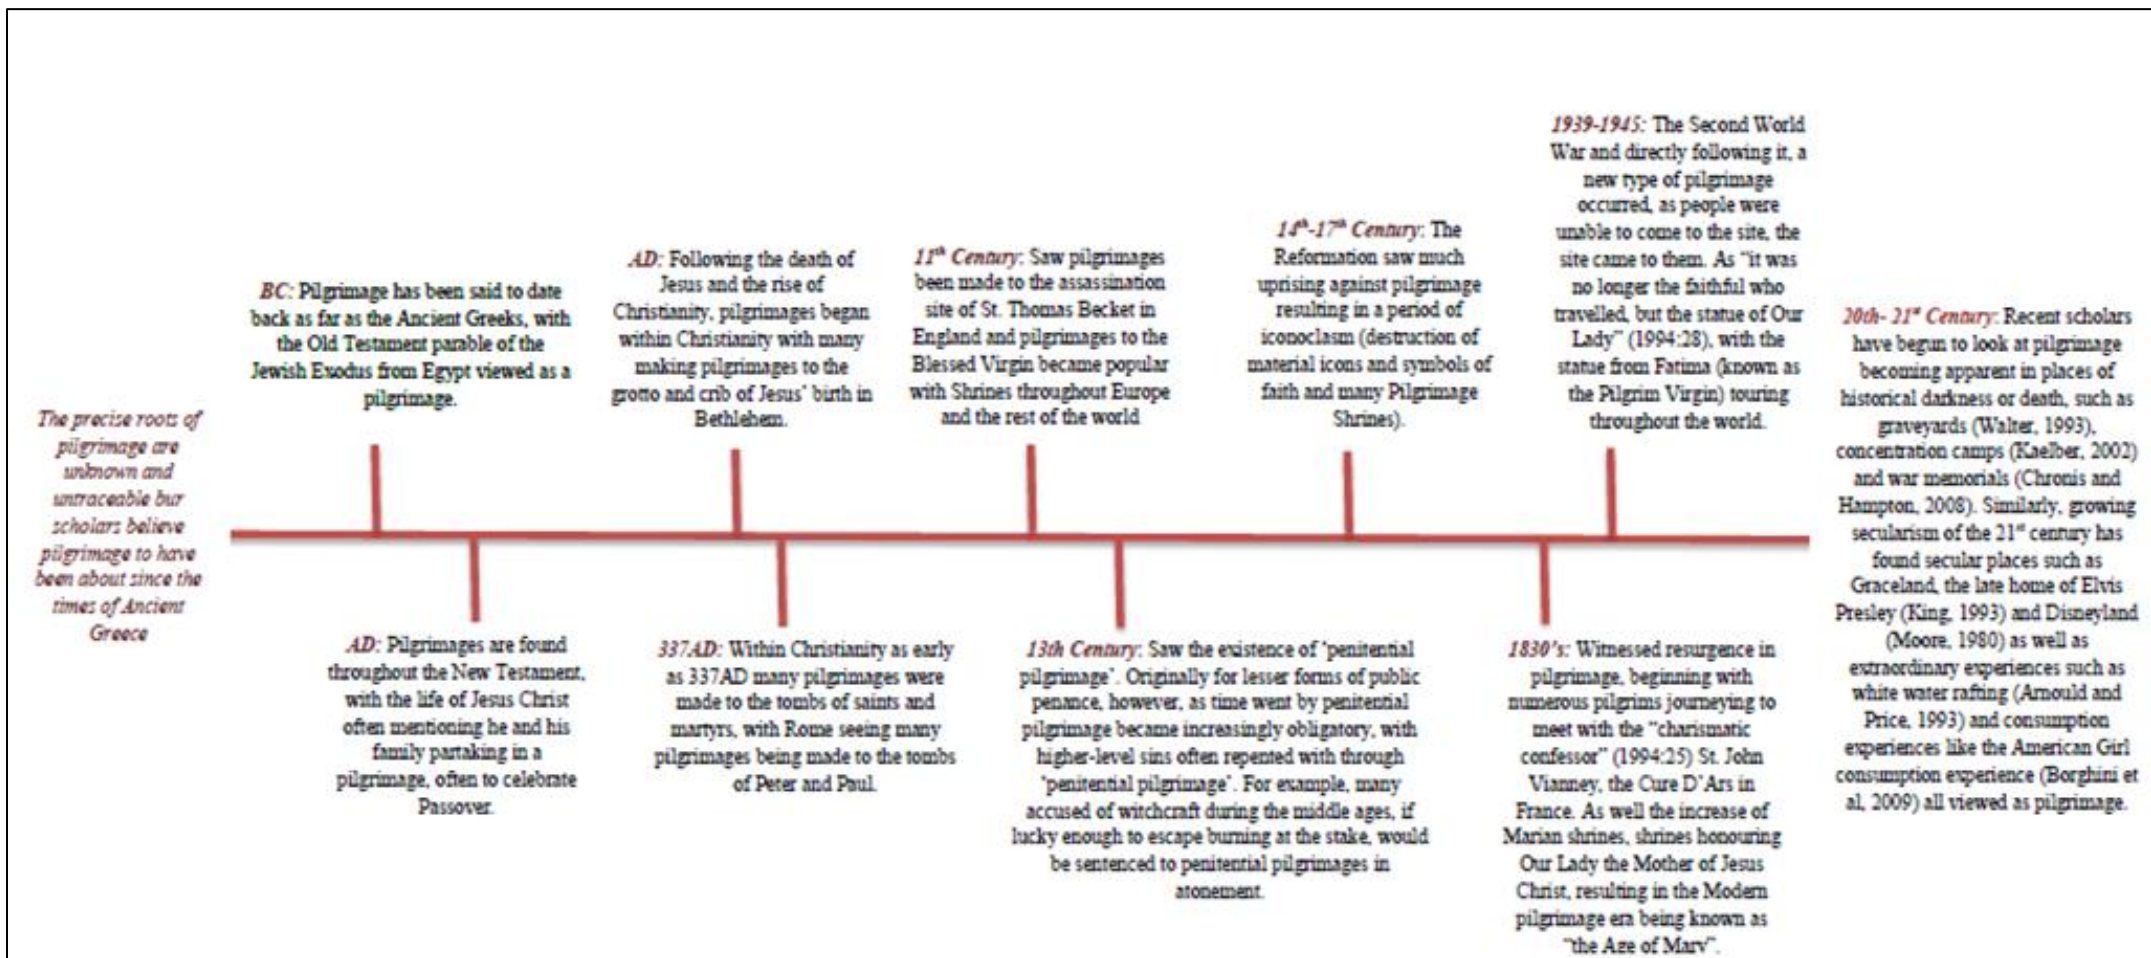 The precise roots of
pilgrimage are
unknown and
untraceable bur
scholars believe
pilgrimage to have
been about since the
times of Ancient
Greece
BC: Pilgrimage has been said to date
back as far as the Ancient Greeks, with
the Old Testament parable of the
Jewish Exodus from Egypt viewed as a
pilgrimage.
AD: Pilgrimages are found
throughout the New Testament,
with the life of Jesus Christ
often mentioning he and his
family partaking in a
pilgrimage, often to celebrate
Passover.
AD: Following the death of
Jesus and the rise of
Christianity, pilgrimages began
within Christianity with many
making pilgrimages to the
grotto and crib of Jesus' birth in
Bethlehem.
337AD: Within Christianity as early
as 337AD many pilgrimages were
made to the tombs of saints and
martyrs, with Rome seeing many
pilgrimages being made to the tombs
of Peter and Paul.
11th Century: Saw pilgrimages
been made to the assassination
site of St. Thomas Becket in
England and pilgrimages to the
Blessed Virgin became popular
with Shrines throughout Europe
and the rest of the world
13th Century: Saw the existence of 'penitential
pilgrimage'. Originally for lesser forms of public
penance, however, as time went by penitential
pilgrimage became increasingly obligatory, with
higher-level sins often repented with through
'penitential pilgrimage'. For example, many
accused of witchcraft during the middle ages, if
lucky enough to escape burning at the stake, would
be sentenced to penitential pilgrimages in
atonement.
14th-17th Century: The
Reformation saw much
uprising against pilgrimage
resulting in a period of
iconoclasm (destruction of
material icons and symbols of
faith and many Pilgrimage
Shrines).
1830's: Witnessed resurgence in
pilgrimage, beginning with
numerous pilgrims journeying to
meet with the "charismatic
confessor" (1994:25) St. John
Vianney, the Cure D'Ars in
France. As well the increase of
Marian shrines, shrines honouring
Our Lady the Mother of Jesus
Christ, resulting in the Modern
pilgrimage era being known as
"the Age of Mary".
1939-1945: The Second World
War and directly following it, a
new type of pilgrimage
occurred, as people were
unable to come to the site, the
site came to them. As "it was
no longer the faithful who
travelled, but the statue of Our
Lady" (1994:28), with the
statue from Fatima (known as
the Pilgrim Virgin) touring
throughout the world.
20th- 21st Century: Recent scholars
have begun to look at pilgrimage
becoming apparent in places of
historical darkness or death, such as
graveyards (Walter, 1993),
concentration camps (Kaelber, 2002)
and war memorials (Chronis and
Hampton, 2008). Similarly, growing
secularism of the 21st century has
found secular places such as
Graceland, the late home of Elvis
Presley (King, 1993) and Disneyland
(Moore, 1980) as well as
extraordinary experiences such as
white water rafting (Arnould and
Price, 1993) and consumption
experiences like the American Girl
consumption experience (Borghini et
al, 2009) all viewed as pilgrimage.